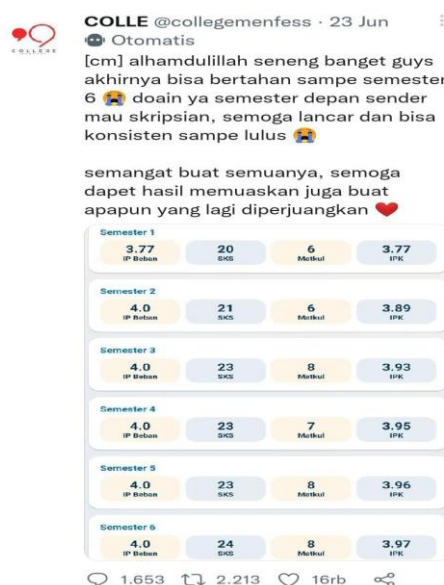 COLLE @collegemenfess · 23 Jun
Otomatis
COLLEGE
[cm] alhamdulillah seneng banget guys
akhirnya bisa bertahan sampe semester
6 😭 doain ya semester depan sender
mau skripsian, semoga lancar dan bisa
konsisten sampe lulus 😭
semangat buat semuanya, semoga
dapet hasil memuaskan juga buat
apapun yang lagi diperjuangkan ❤️
Semester 1
3.77 20 6 3.77
IP Beban SKS Matkul IPK
Semester 2
4.0 21 6 3.89
IP Beban SKS Matkul IPK
Semester 3
4.0 23 8 3.93
IP Beban SKS Matkul IPK
Semester 4
4.0 23 7 3.95
IP Beban SKS Matkul IPK
Semester 5
4.0 23 8 3.96
IP Beban SKS Matkul IPK
Semester 6
4.0 24 8 3.97
IP Beban SKS Matkul IPK
1.653 2.213 16rb